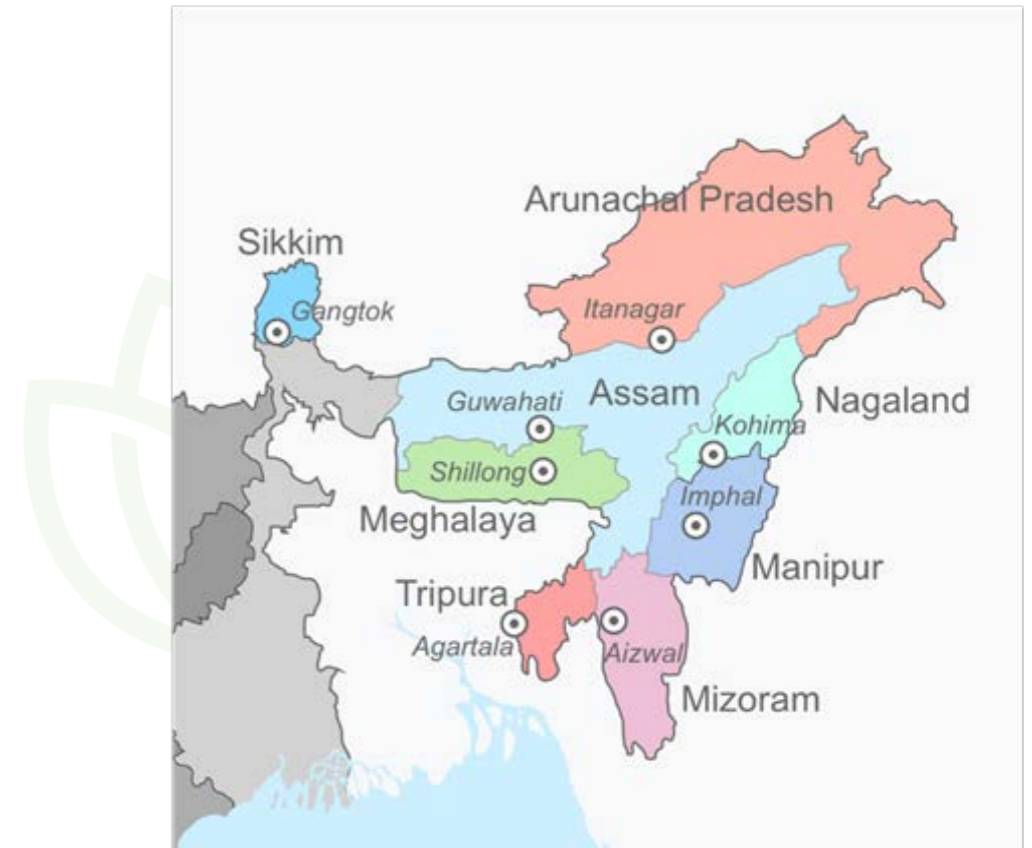 Arunachal Pradesh
Sikkim
Gangtok
Itanagar
Guwahati
Assam
Nagaland
Kohima
Shillong
Imphal
Meghalaya
Manipur
Tripura
Agartala
Aizwal
Mizoram